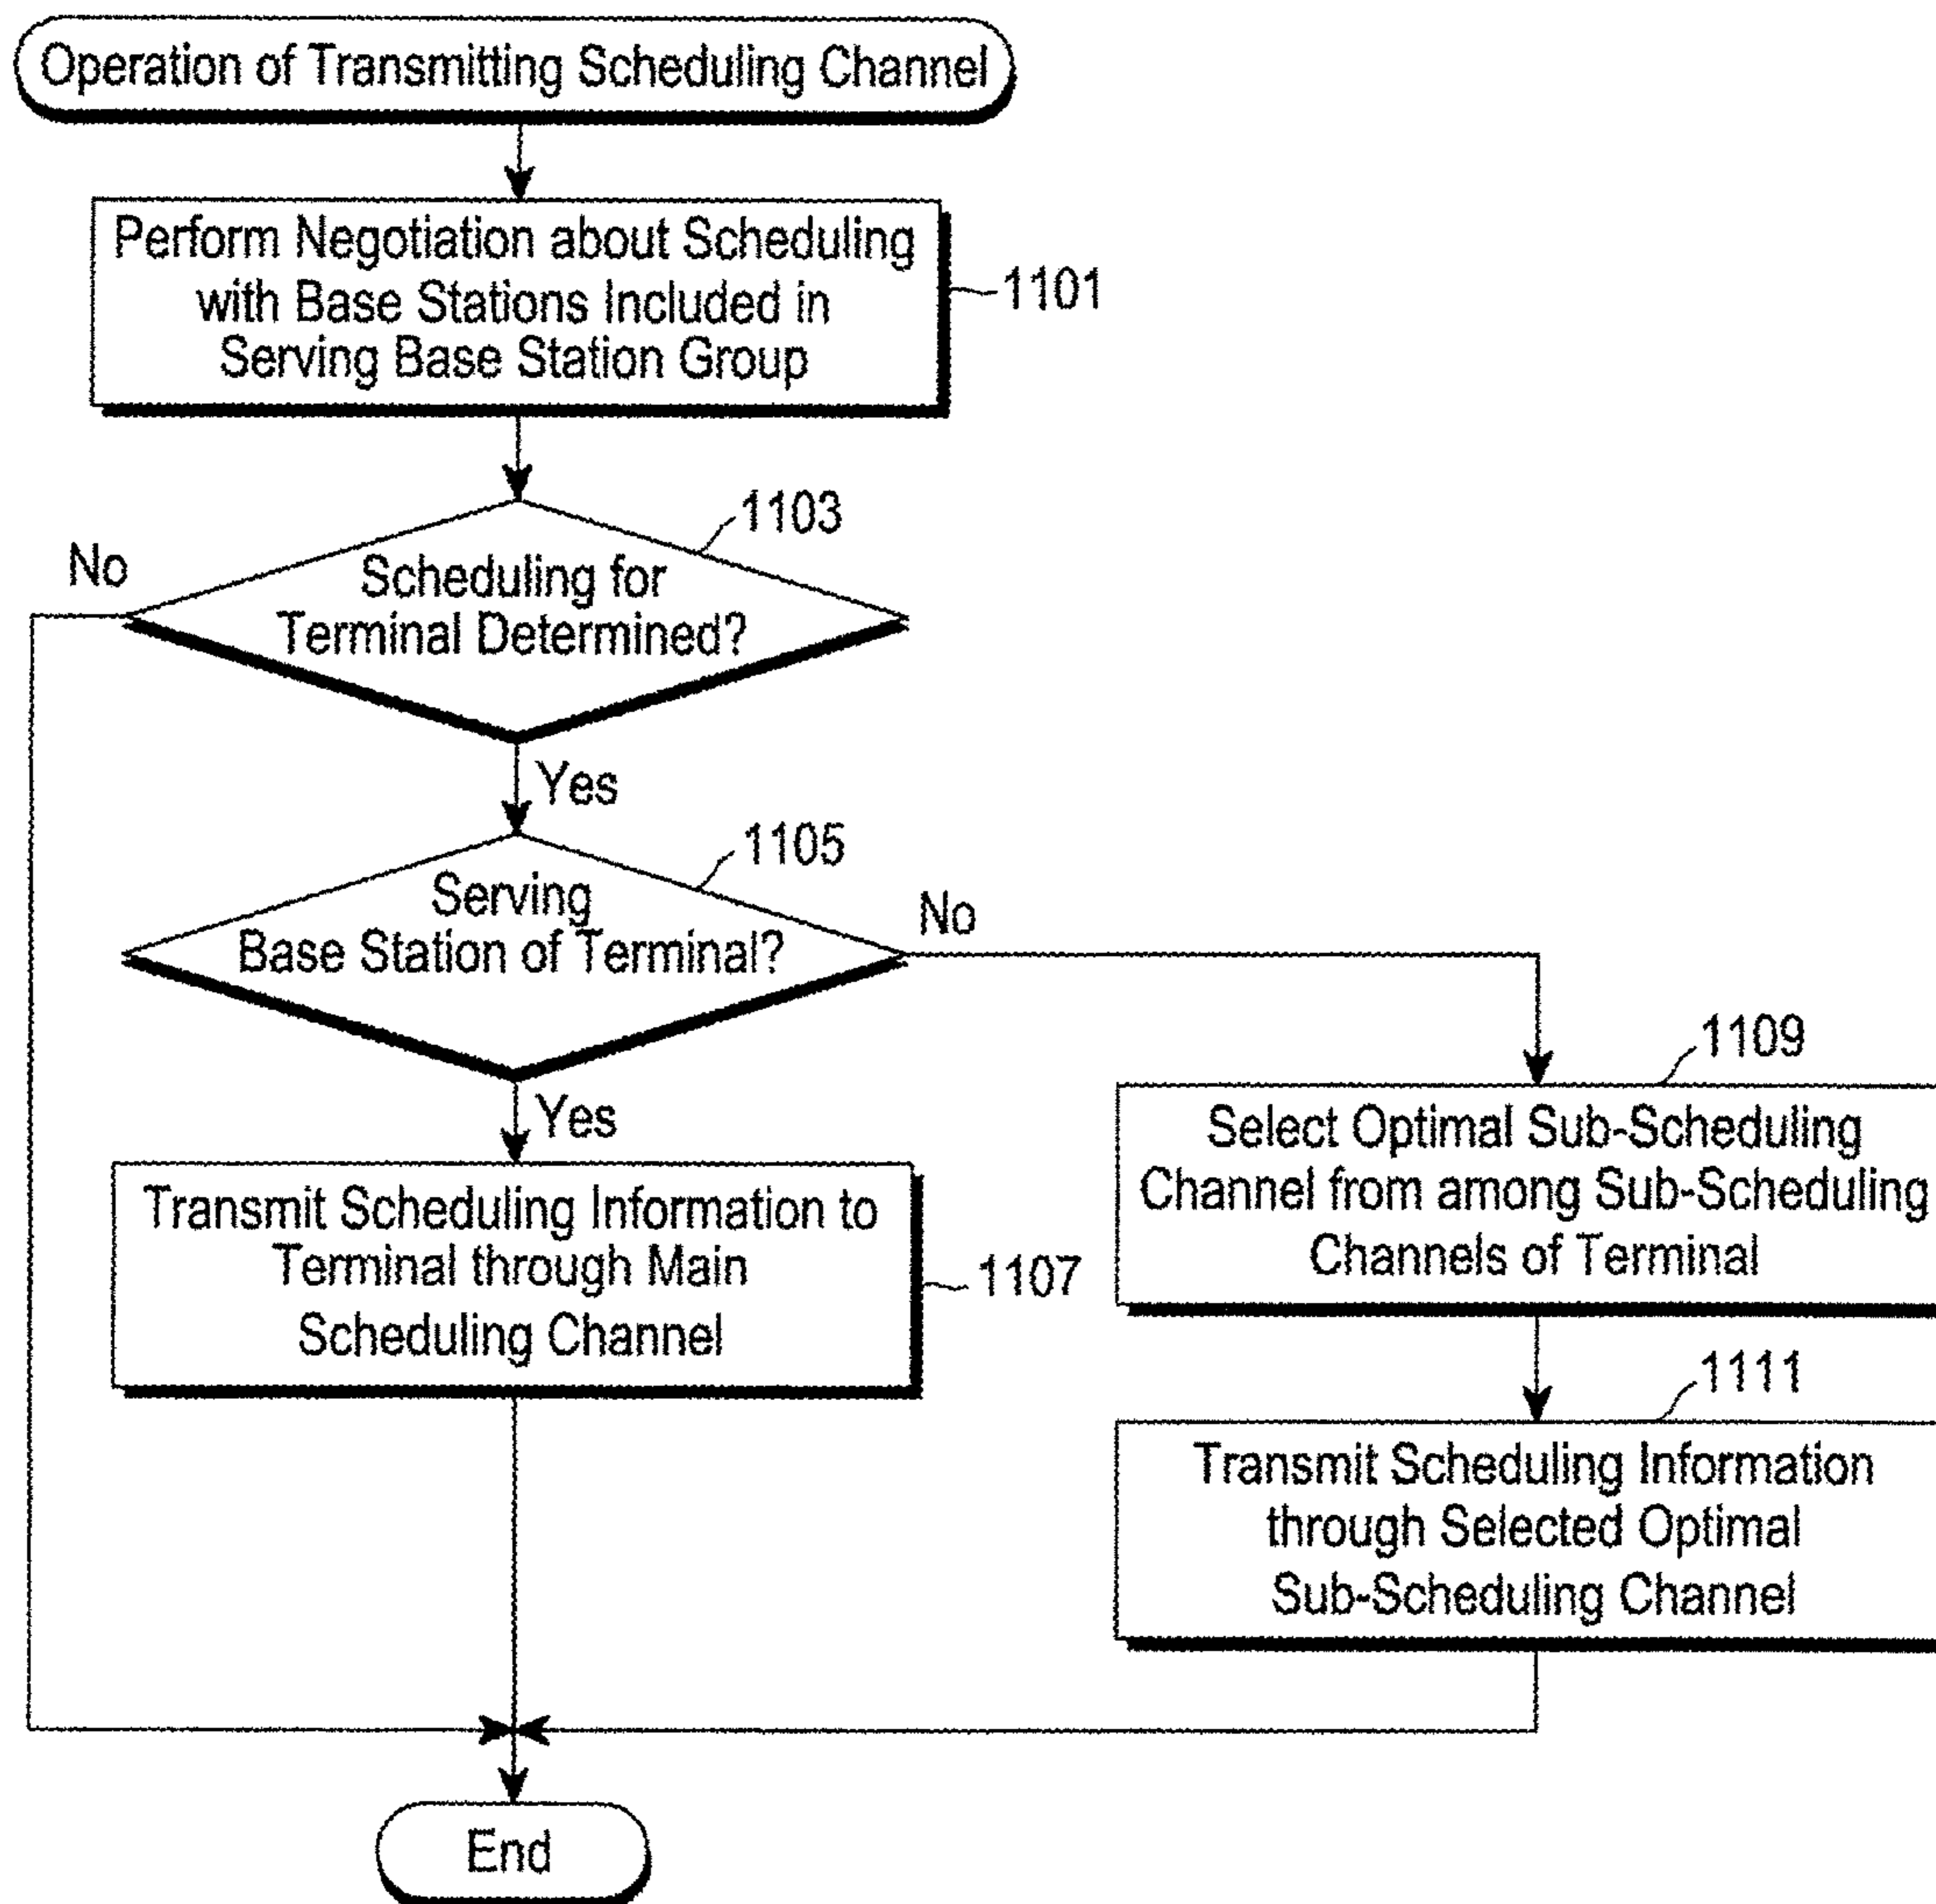 Operation of Transmitting Scheduling Channel
Perform Negotiation about Scheduling
with Base Stations Included in
Serving Base Station Group
1101
1103
No
Scheduling for
Terminal Determined?
Yes
1105
Serving
Base Station of Terminal?
No
Yes
1109
Select Optimal Sub-Scheduling
Channel from among Sub-Scheduling
Channels of Terminal
Transmit Scheduling Information to
Terminal through Main
Scheduling Channel
1107
1111
Transmit Scheduling Information
through Selected Optimal
Sub-Scheduling Channel
End